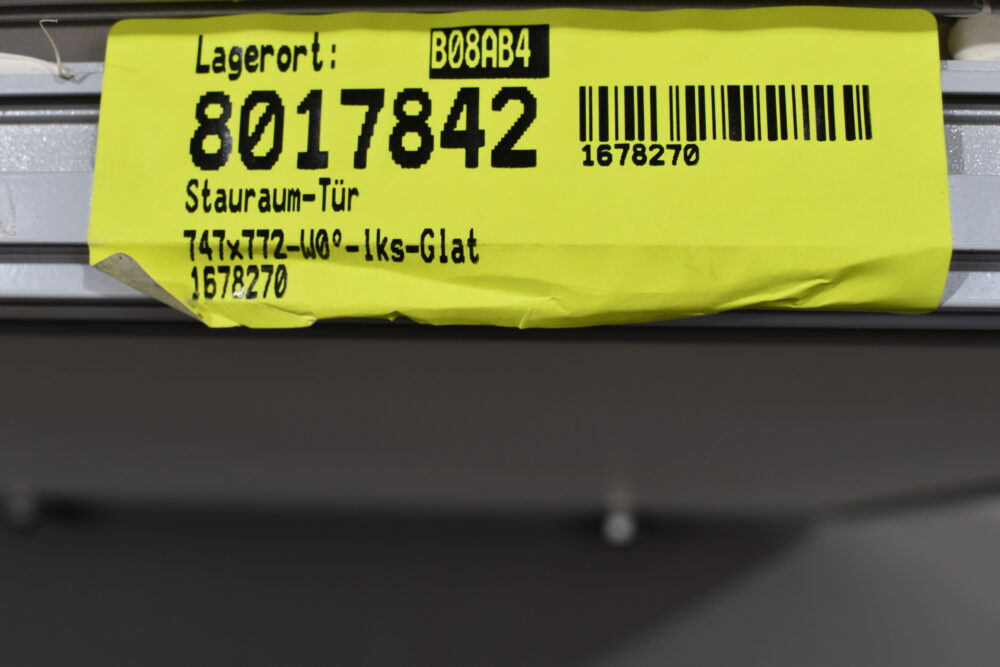 Lagerort: B08AB4
8017842
1678270
Stauraum-Tür
747x772-W0°-lks-Glat
1678270